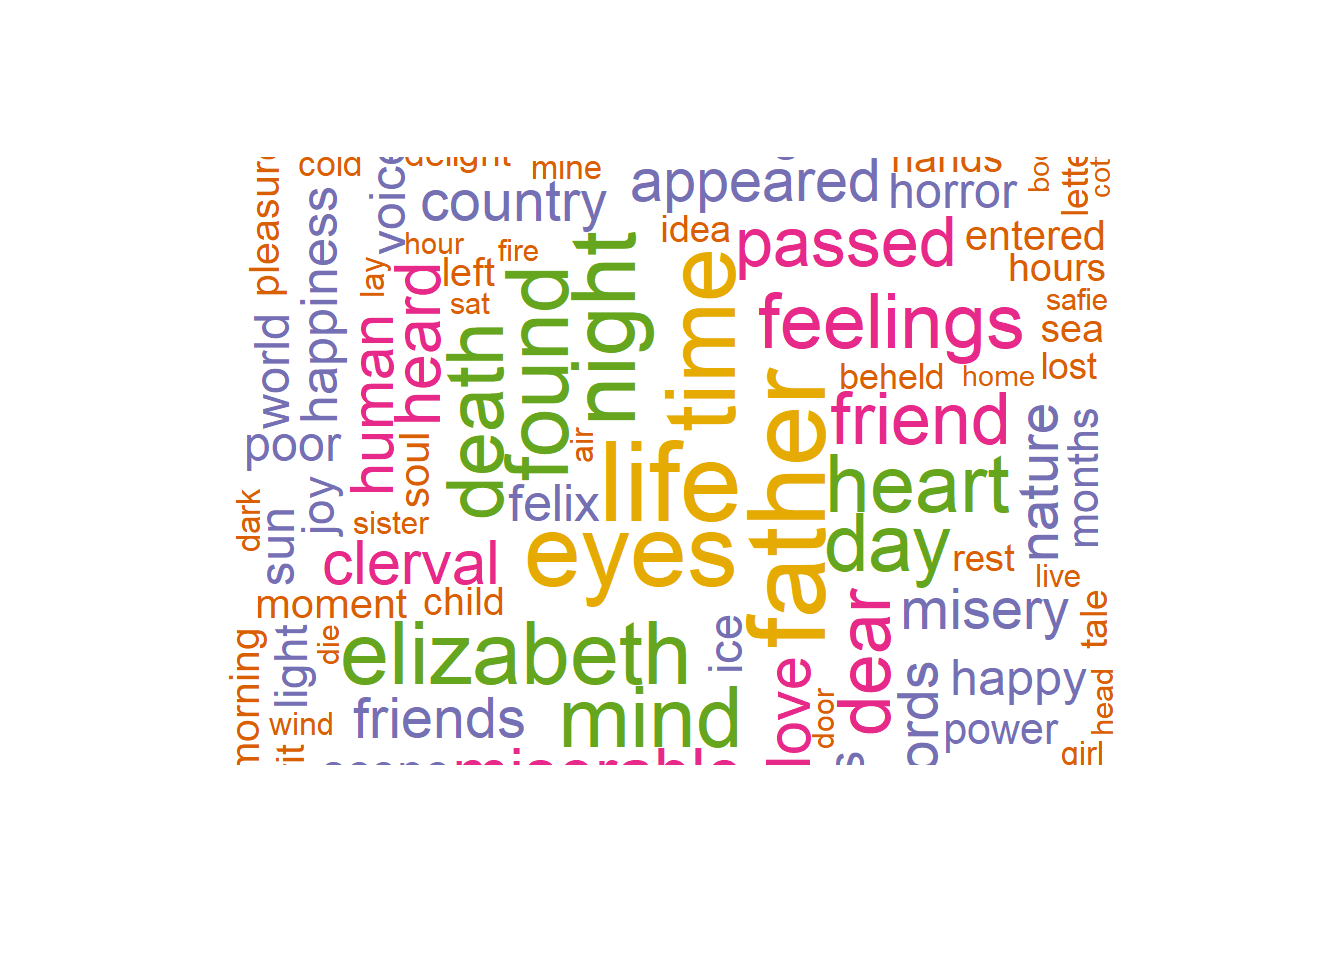 pleasure
cold
voice
delight
mine
country
appeared
hands
horror
idea
passed
entered
hours
hour
fire
left
lay
sat
heard
happiness
world
human
death
found
night
time
feelings
safie
sea
lost
beheld
home
father
friend
poor
soul
air
life
heart
nature
months
dark
sun
joy
sister
felix
clerval
eyes
day
rest
live
moment
child
misery
tale
morning
light
die
elizabeth
ice
dear
happy
head
wind
friends
mind
love
door
power
girl
miserable